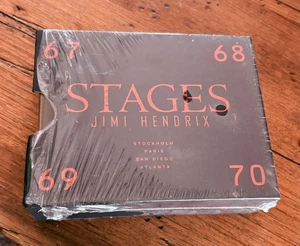 67 68
STAGES
JIMI HENDRIX
STOCKHOLM
PARIS
SAN DIEGO
ATLANTA
69 70